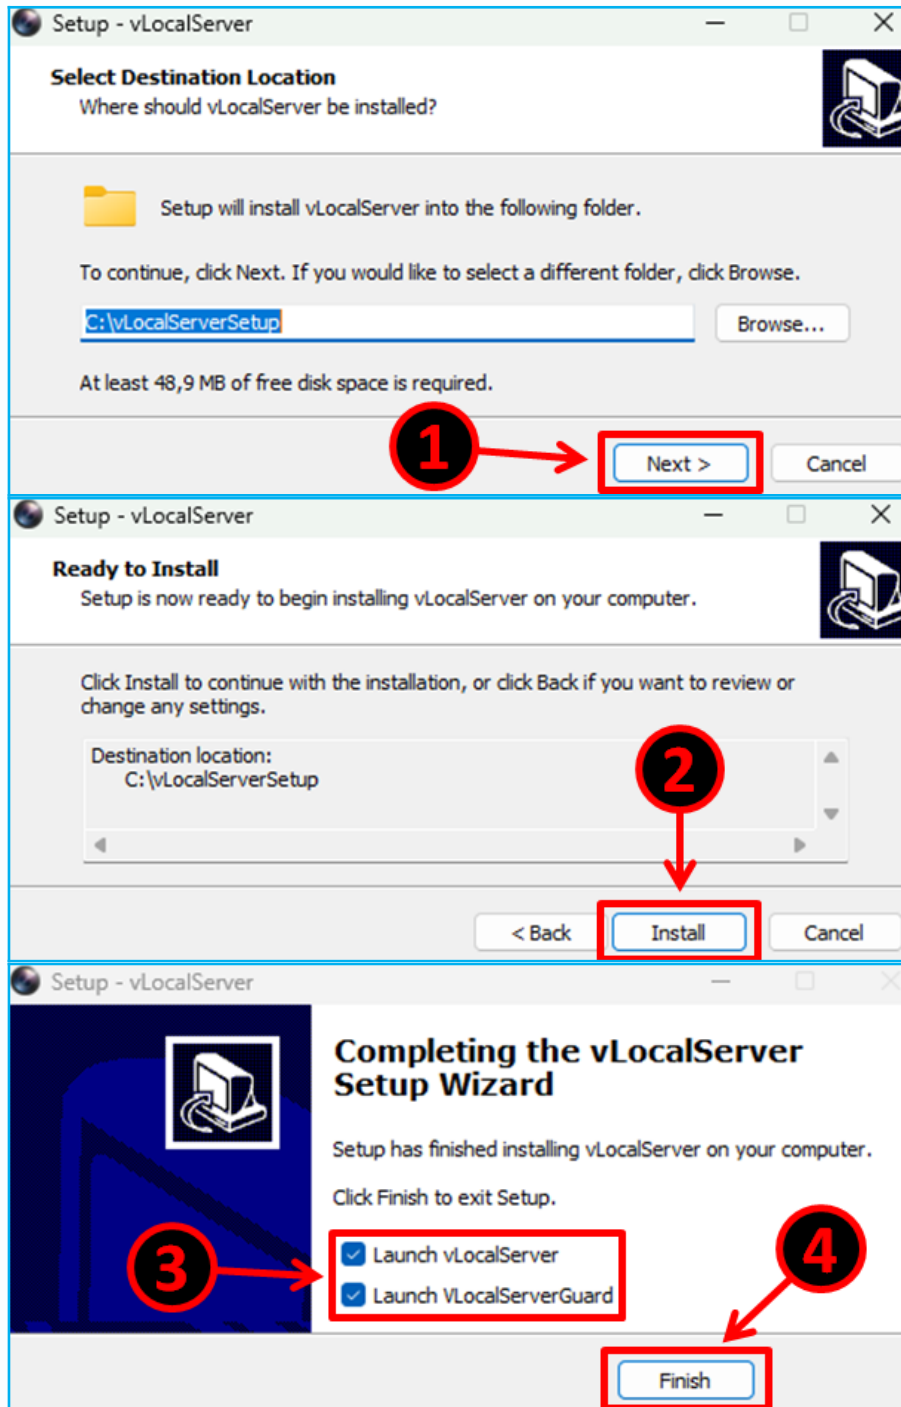 Setup - vLocalServer
Select Destination Location
Where should vLocalServer be installed?
Setup will install vLocalServer into the following folder.
To continue, click Next. If you would like to select a different folder, click Browse.
C:\vLocalServerSetup
Browse...
At least 48,9 MB of free disk space is required.
1
Next >
Cancel
Setup - vLocalServer
Ready to Install
Setup is now ready to begin installing vLocalServer on your computer.
Click Install to continue with the installation, or click Back if you want to review or
change any settings.
Destination location:
C:\vLocalServerSetup
2
< Back
Install
Cancel
Setup - vLocalServer
Completing the vLocalServer
Setup Wizard
Setup has finished installing vLocalServer on your computer.
Click Finish to exit Setup.
3
Launch vLocalServer
Launch VLocalServerGuard
4
Finish